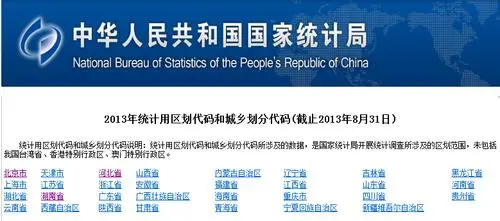 中华人民共和国国家统计局
National Bureau of Statistics of the People's Republic of China
2013年统计用区划代码和城乡划分代码(截止2013年8月31日)
统计用区划代码和城乡划分代码说明：统计用区划代码和城乡划分代码所涉及的数据，是国家统计局开展统计调查所涉及的区划范围，未包括
我国台湾省、香港特别行政区、澳门特别行政区。
北京市 天津市 河北省 山西省 内蒙古自治区 辽宁省 吉林省 黑龙江省
上海市 江苏省 浙江省 安徽省 福建省 江西省 山东省 河南省
湖北省 湖南省 广东省 广西壮族自治区 海南省 重庆市 四川省 贵州省
云南省 西藏自治区 陕西省 甘肃省 青海省 宁夏回族自治区 新疆维吾尔自治区